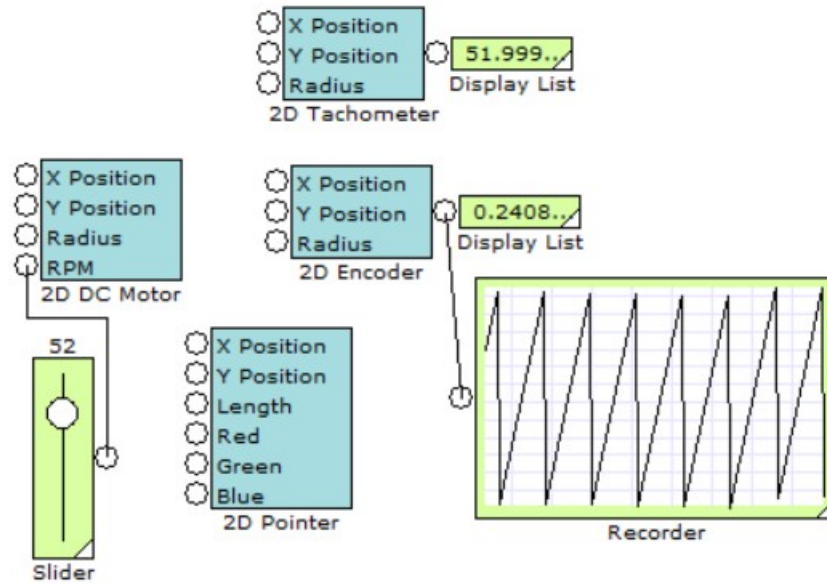 X Position
Y Position
Radius
2D Tachometer
51.999...
Display List
X Position
Y Position
Radius
RPM
2D DC Motor
X Position
Y Position
Radius
2D Encoder
0.2408...
Display List
52
Slider
X Position
Y Position
Length
Red
Green
Blue
2D Pointer
Recorder